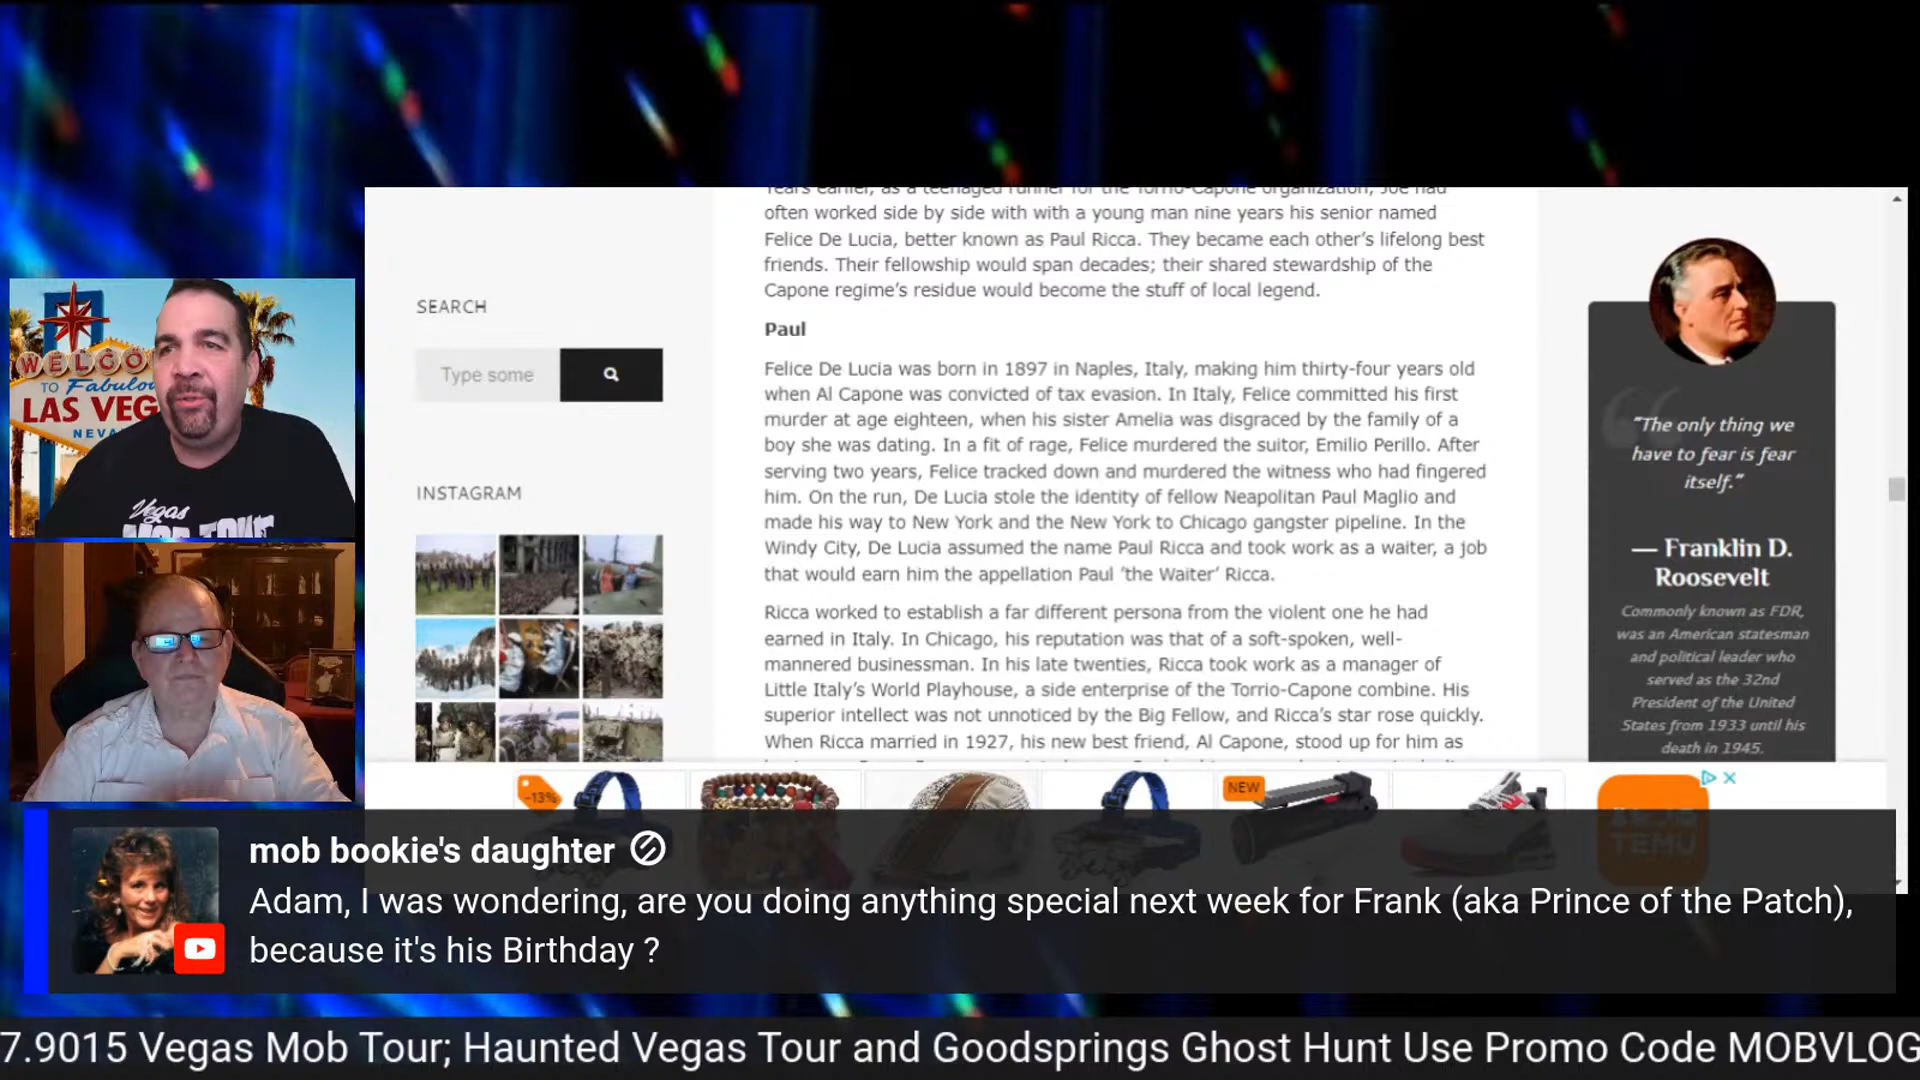 Years earlier, as a teenaged runner for the Torrio-Capone organization, Joe had
often worked side by side with with a young man nine years his senior named
Felice De Lucia, better known as Paul Ricca. They became each other's lifelong best
friends. Their fellowship would span decades; their shared stewardship of the
Capone regime's residue would become the stuff of local legend.
Paul
Felice De Lucia was born in 1897 in Naples, Italy, making him thirty-four years old
when Al Capone was convicted of tax evasion. In Italy, Felice committed his first
murder at age eighteen, when his sister Amelia was disgraced by the family of a
boy she was dating. In a fit of rage, Felice murdered the suitor, Emilio Perillo. After
serving two years, Felice tracked down and murdered the witness who had fingered
him. On the run, De Lucia stole the identity of fellow Neapolitan Paul Maglio and
made his way to New York and the New York to Chicago gangster pipeline. In the
Windy City, De Lucia assumed the name Paul Ricca and took work as a waiter, a job
that would earn him the appellation Paul 'the Waiter' Ricca.
Ricca worked to establish a far different persona from the violent one he had
earned in Italy. In Chicago, his reputation was that of a soft-spoken, well-
mannered businessman. In his late twenties, Ricca took work as a manager of
Little Italy's World Playhouse, a side enterprise of the Torrio-Capone combine. His
superior intellect was not unnoticed by the Big Fellow, and Ricca's star rose quickly.
When Ricca married in 1927, his new best friend, Al Capone, stood up for him as
SEARCH
Type some
INSTAGRAM
"The only thing we
have to fear is fear
itself."
— Franklin D.
Roosevelt
Commonly known as FDR,
was an American statesman
and political leader who
served as the 32nd
President of the United
States from 1933 until his
death in 1945.
WELCO
TO Fabulou
LAS VEG
NEVA
Vegas
MOB TOUR
-13%
NEW
TEMU
mob bookie's daughter
Adam, I was wondering, are you doing anything special next week for Frank (aka Prince of the Patch),
because it's his Birthday ?
7.9015 Vegas Mob Tour; Haunted Vegas Tour and Goodsprings Ghost Hunt Use Promo Code MOBVLOG